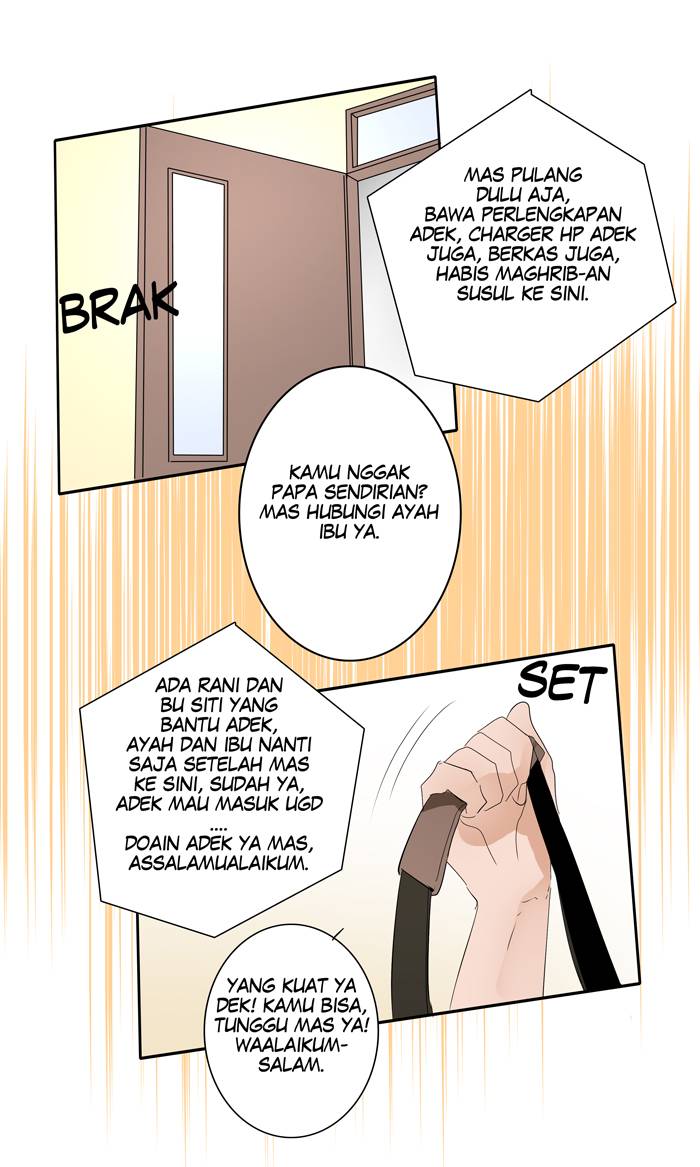 MAS PULANG
DULU AJA,
BAWA PERLENGKAPAN
ADEK, CHARGER HP ADEK
JUGA, BERKAS JUGA,
HABIS MAGHRIB-AN
SUSUL KE SINI.
BRAK
KAMU NGGAK
PAPA SENDIRIAN?
MAS HUBUNGI AYAH
IBU YA.
SET
ADA RANI DAN
BU SITI YANG
BANTU ADEK,
AYAH DAN IBU NANTI
SAJA SETELAH MAS
KE SINI, SUDAH YA,
ADEK MAU MASUK UGD
....
DOAIN ADEK YA MAS,
ASSALAMUALAIKUM.
YANG KUAT YA
DEK! KAMU BISA,
TUNGGU MAS YA!
WAALAIKUM-
SALAM.